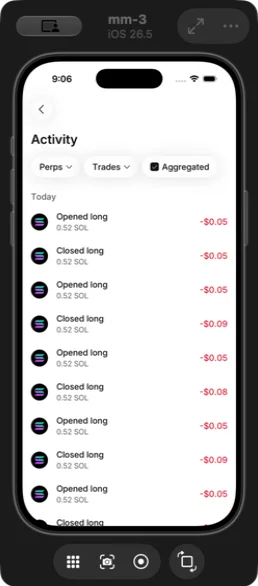 mm-3
iOS 26.5
9:06
Activity
Perps
Trades
Aggregated
Today
Opened long
-$0.05
0.52 SOL
Closed long
-$0.05
0.52 SOL
Opened long
-$0.05
0.52 SOL
Closed long
-$0.09
0.52 SOL
Opened long
-$0.05
0.52 SOL
Closed long
-$0.08
0.52 SOL
Opened long
-$0.05
0.52 SOL
Closed long
-$0.09
0.52 SOL
Opened long
-$0.05
0.52 SOL
Closed long